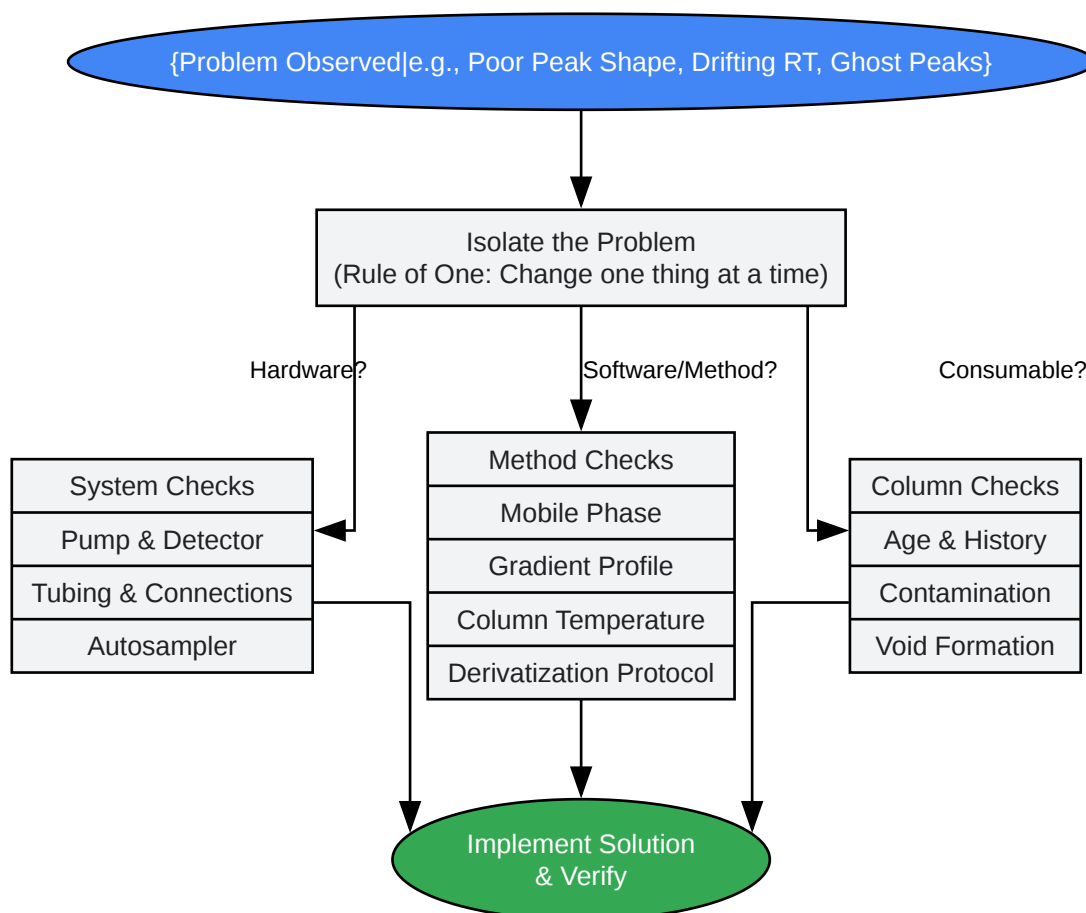 {Problem Observed|e.g., Poor Peak Shape, Drifting RT, Ghost Peaks}
Isolate the Problem
(Rule of One: Change one thing at a time)
Hardware?
Software/Method?
Consumable?
System Checks
Pump & Detector
Tubing & Connections
Autosampler
Method Checks
Mobile Phase
Gradient Profile
Column Temperature
Derivatization Protocol
Column Checks
Age & History
Contamination
Void Formation
Implement Solution
& Verify